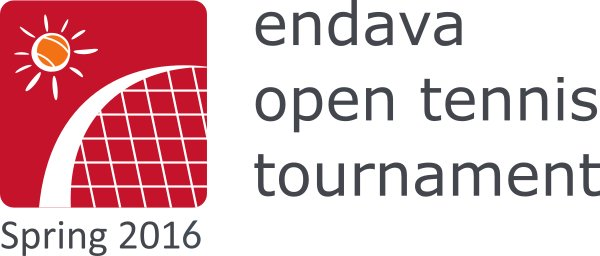 endava
open tennis
tournament
Spring 2016